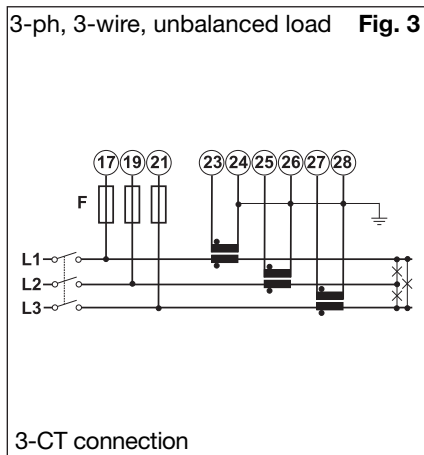 3-ph, 3-wire, unbalanced load Fig. 3
17 19 21 23 24 25 26 27 28
F
L1
L2
L3
3-CT connection